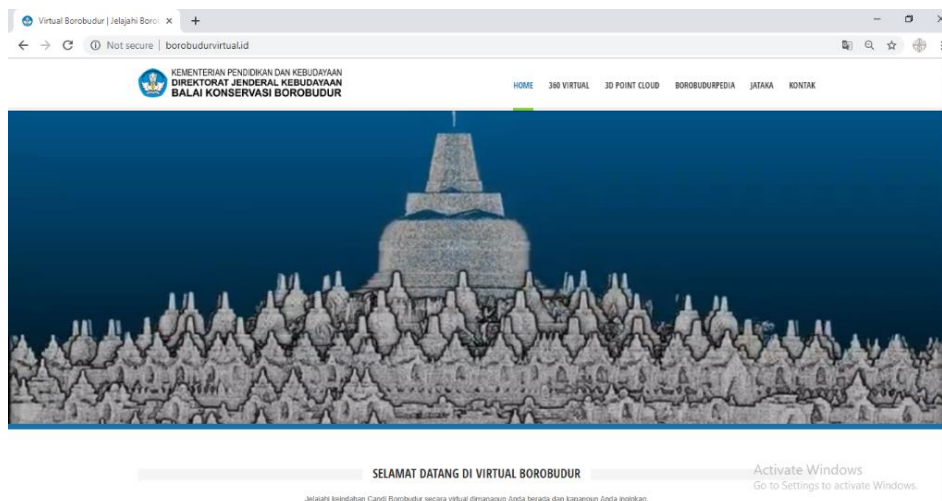 Virtual Borobudur | Jelajahi Borob
Not secure | borobudurvirtual.id
KEMENTERIAN PENDIDIKAN DAN KEBUDAYAAN
DIREKTORAT JENDERAL KEBUDAYAAN
BALAI KONSERVASI BOROBUDUR
HOME 360 VIRTUAL 3D POINT CLOUD BOROBUDURPEDIA JATAKA KONTAK
SELAMAT DATANG DI VIRTUAL BOROBUDUR
Jelajahi keindahan Candi Borobudur secara virtual dimanapun Anda berada dan kapanpun Anda inginkan.
Activate Windows
Go to Settings to activate Windows.